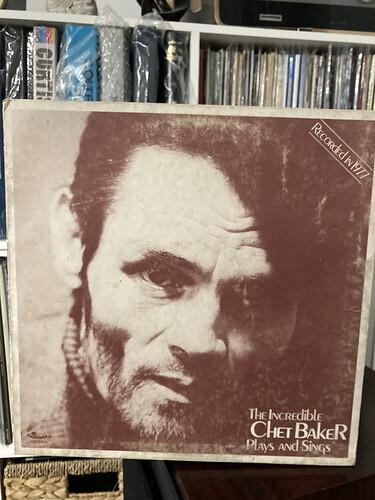 RECORDED IN 1977
THE INCREDIBLE
CHET BAKER
PLAYS AND SINGS